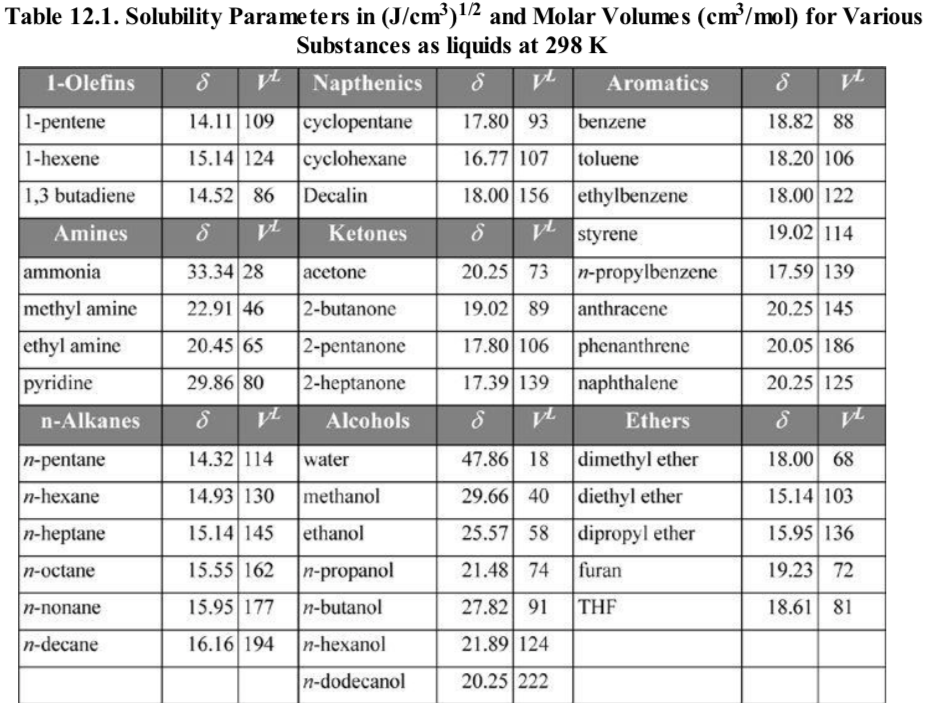 Table 12.1. Solubility Parameters in (J/cm³)¹/² and Molar Volumes (cm³/mol) for Various
Substances as liquids at 298 K
1-Olefins δ Vᴸ Napthenics δ Vᴸ Aromatics δ Vᴸ
1-pentene 14.11 109 cyclopentane 17.80 93 benzene 18.82 88
1-hexene 15.14 124 cyclohexane 16.77 107 toluene 18.20 106
1,3 butadiene 14.52 86 Decalin 18.00 156 ethylbenzene 18.00 122
Amines δ Vᴸ Ketones δ Vᴸ styrene 19.02 114
ammonia 33.34 28 acetone 20.25 73 n-propylbenzene 17.59 139
methyl amine 22.91 46 2-butanone 19.02 89 anthracene 20.25 145
ethyl amine 20.45 65 2-pentanone 17.80 106 phenanthrene 20.05 186
pyridine 29.86 80 2-heptanone 17.39 139 naphthalene 20.25 125
n-Alkanes δ Vᴸ Alcohols δ Vᴸ Ethers δ Vᴸ
n-pentane 14.32 114 water 47.86 18 dimethyl ether 18.00 68
n-hexane 14.93 130 methanol 29.66 40 diethyl ether 15.14 103
n-heptane 15.14 145 ethanol 25.57 58 dipropyl ether 15.95 136
n-octane 15.55 162 n-propanol 21.48 74 furan 19.23 72
n-nonane 15.95 177 n-butanol 27.82 91 THF 18.61 81
n-decane 16.16 194 n-hexanol 21.89 124
n-dodecanol 20.25 222